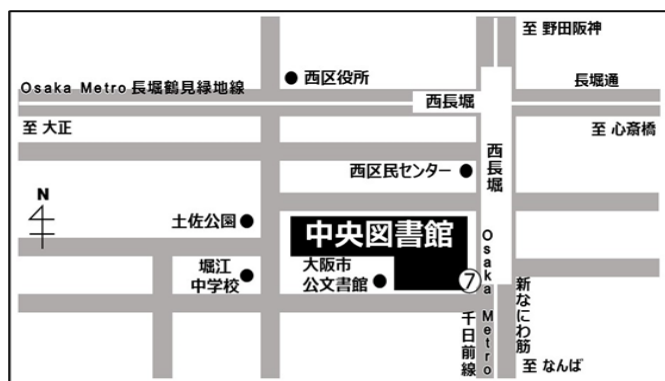 至 野田阪神
西区役所
Osaka Metro 長堀鶴見緑地線
長堀通
西長堀
至 大正
至 心斎橋
西長堀
西区民センター
N
土佐公園
中央図書館
Osaka Metro
千日前線
堀江
中学校
大阪市
公文書館
⑦
新なにわ筋
至 なんば